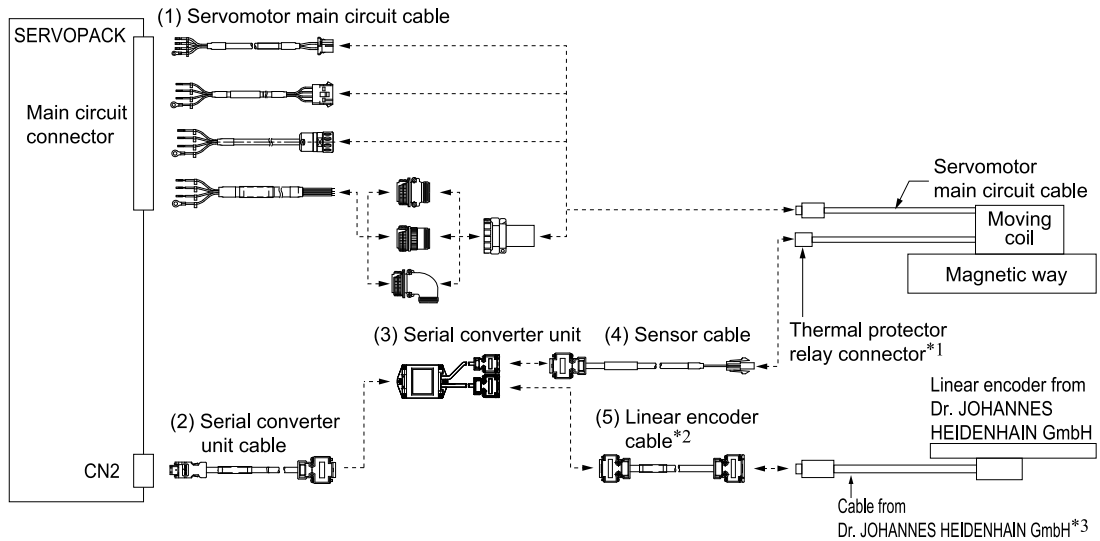 (1) Servomotor main circuit cable
SERVOPACK
Main circuit
connector
Servomotor
main circuit cable
Moving
coil
Magnetic way
Thermal protector
relay connector*1
(3) Serial converter unit
(4) Sensor cable
Linear encoder from
Dr. JOHANNES
HEIDENHAIN GmbH
(2) Serial converter
unit cable
(5) Linear encoder
cable*2
CN2
Cable from
Dr. JOHANNES HEIDENHAIN GmbH*3